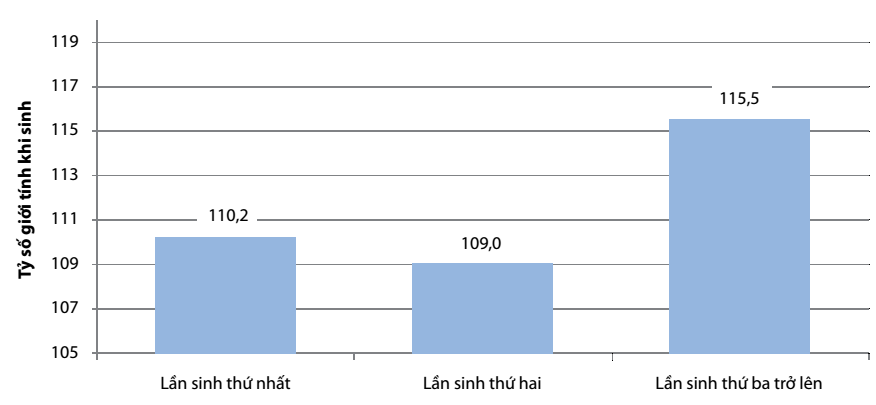 Tỷ số giới tính khi sinh
119
117
115
113
111
109
107
105
110,2
109,0
115,5
Lần sinh thứ nhất
Lần sinh thứ hai
Lần sinh thứ ba trở lên